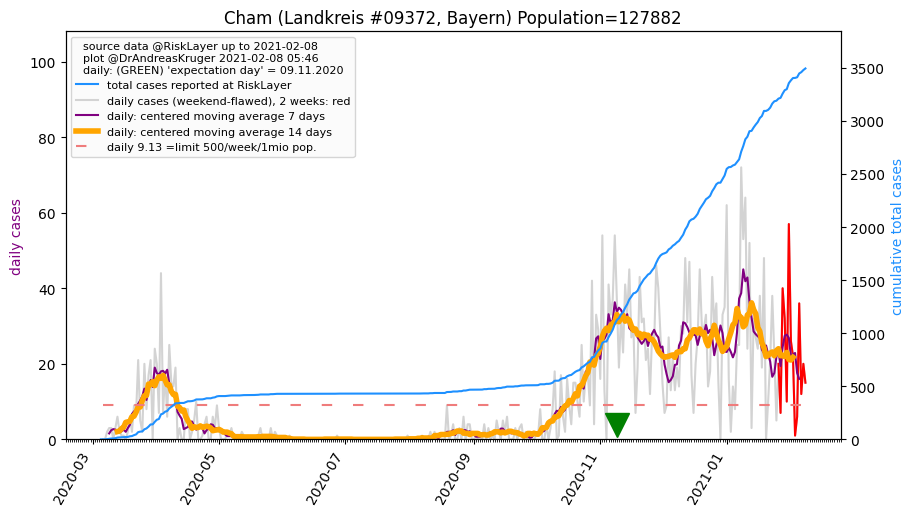 Cham (Landkreis #09372, Bayern) Population=127882
source data @RiskLayer up to 2021-02-08
plot @DrAndreasKruger 2021-02-08 05:46
daily: (GREEN) 'expectation day' = 09.11.2020
total cases reported at RiskLayer
daily cases (weekend-flawed), 2 weeks: red
daily: centered moving average 7 days
daily: centered moving average 14 days
daily 9.13 =limit 500/week/1mio pop.
daily cases
100
80
60
40
20
0
cumulative total cases
3500
3000
2500
2000
1500
1000
500
0
2020-03
2020-05
2020-07
2020-09
2020-11
2021-01